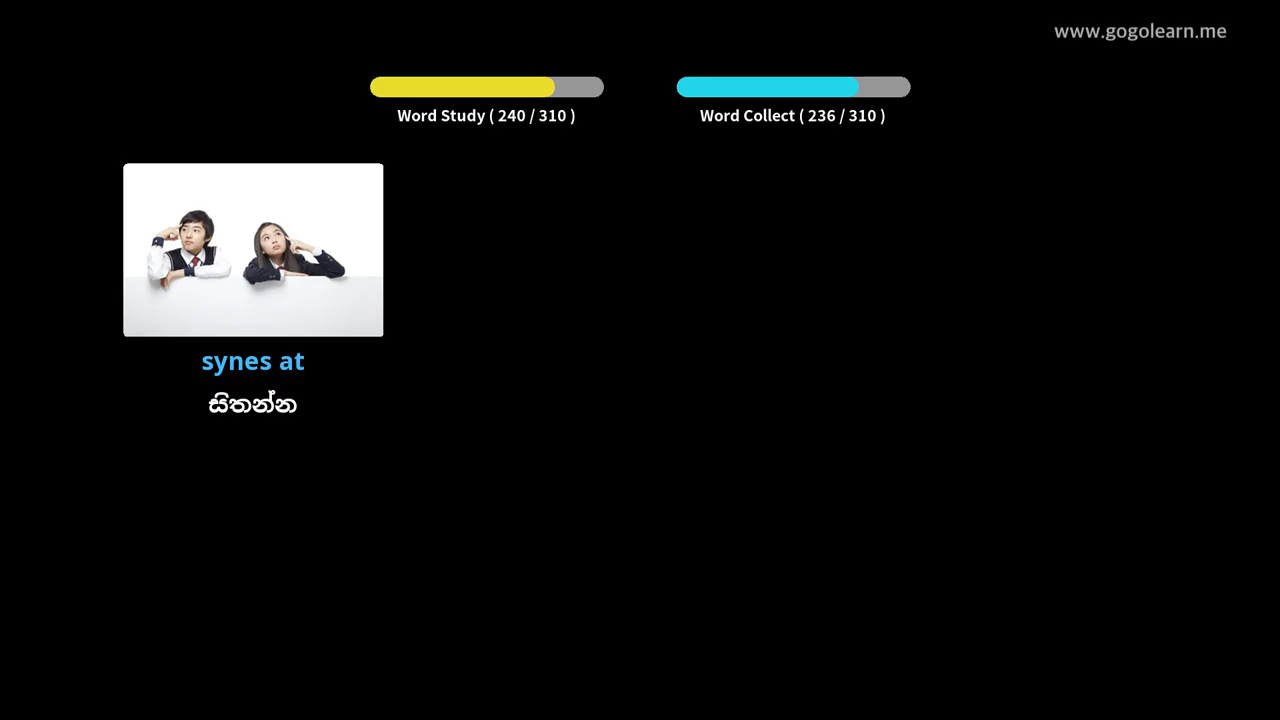 www.gogolearn.me
Word Study ( 240 / 310 )
Word Collect ( 236 / 310 )
synes at
සිතන්න